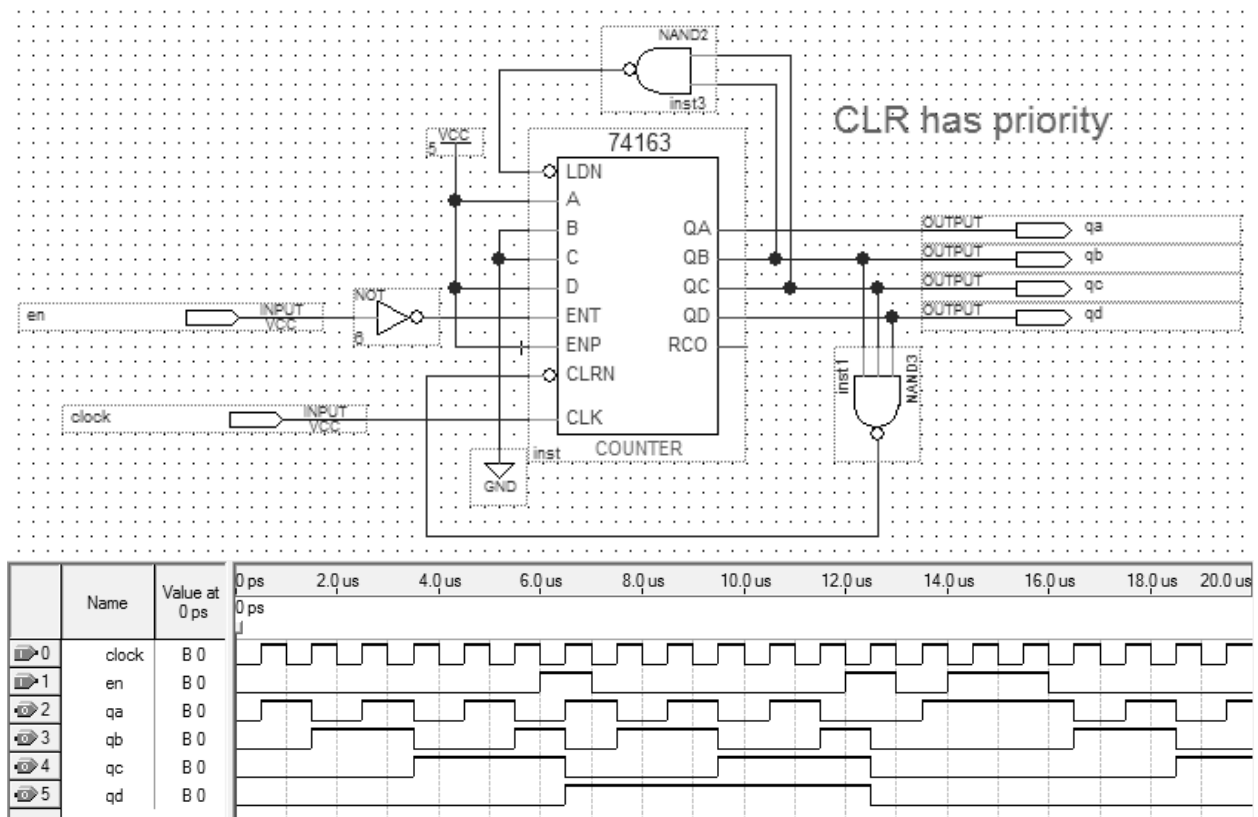 NAND2
inst3
CLR has priority
VCC
5
74163
LDN
A
B
C
D
ENT
ENP
CLRN
CLK
QA
QB
QC
QD
RCO
OUTPUT qa
OUTPUT qb
OUTPUT qc
OUTPUT qd
en
INPUT
VCC
NOT
6
clock
INPUT
VCC
inst
COUNTER
GND
inst1
NAND3
Name
Value at
0 ps
0 ps 2.0 us 4.0 us 6.0 us 8.0 us 10.0 us 12.0 us 14.0 us 16.0 us 18.0 us 20.0 us
0 ps
0 clock B 0
1 en B 0
2 qa B 0
3 qb B 0
4 qc B 0
5 qd B 0